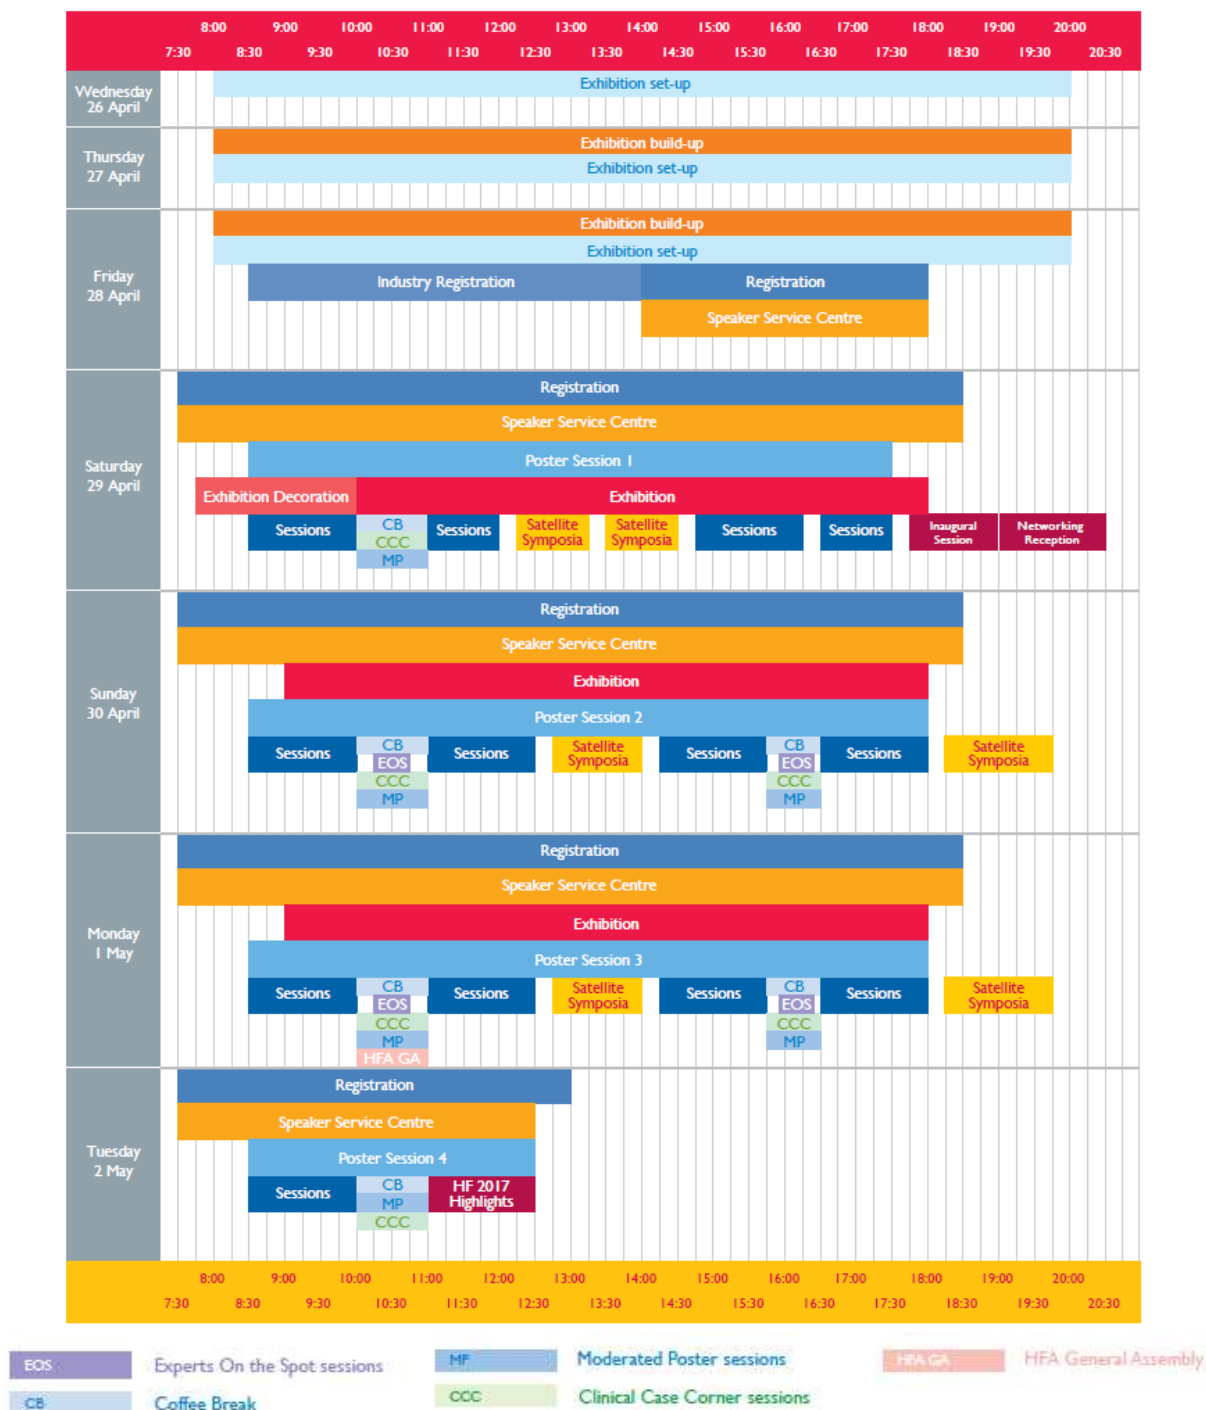 8:00 9:00 10:00 11:00 12:00 13:00 14:00 15:00 16:00 17:00 18:00 19:00 20:00
7:30 8:30 9:30 10:30 11:30 12:30 13:30 14:30 15:30 16:30 17:30 18:30 19:30 20:30
Wednesday
26 April
Exhibition set-up
Thursday
27 April
Exhibition build-up
Exhibition set-up
Friday
28 April
Exhibition build-up
Exhibition set-up
Industry Registration Registration
Speaker Service Centre
Saturday
29 April
Registration
Speaker Service Centre
Poster Session 1
Exhibition Decoration Exhibition
Sessions CB Sessions Satellite Symposia Satellite Symposia Sessions Sessions Inaugural Session Networking Reception
CCC
MP
Sunday
30 April
Registration
Speaker Service Centre
Exhibition
Poster Session 2
Sessions CB Sessions Satellite Symposia Sessions CB Sessions Satellite Symposia
EOS EOS
CCC CCC
MP MP
Monday
1 May
Registration
Speaker Service Centre
Exhibition
Poster Session 3
Sessions CB Sessions Satellite Symposia Sessions CB Sessions Satellite Symposia
EOS EOS
CCC CCC
MP MP
HFA GA
Tuesday
2 May
Registration
Speaker Service Centre
Poster Session 4
Sessions CB HF 2017 Highlights
MP
CCC
8:00 9:00 10:00 11:00 12:00 13:00 14:00 15:00 16:00 17:00 18:00 19:00 20:00
7:30 8:30 9:30 10:30 11:30 12:30 13:30 14:30 15:30 16:30 17:30 18:30 19:30 20:30
EOS Experts On the Spot sessions MP Moderated Poster sessions HFA GA HFA General Assembly
CB Coffee Break CCC Clinical Case Corner sessions